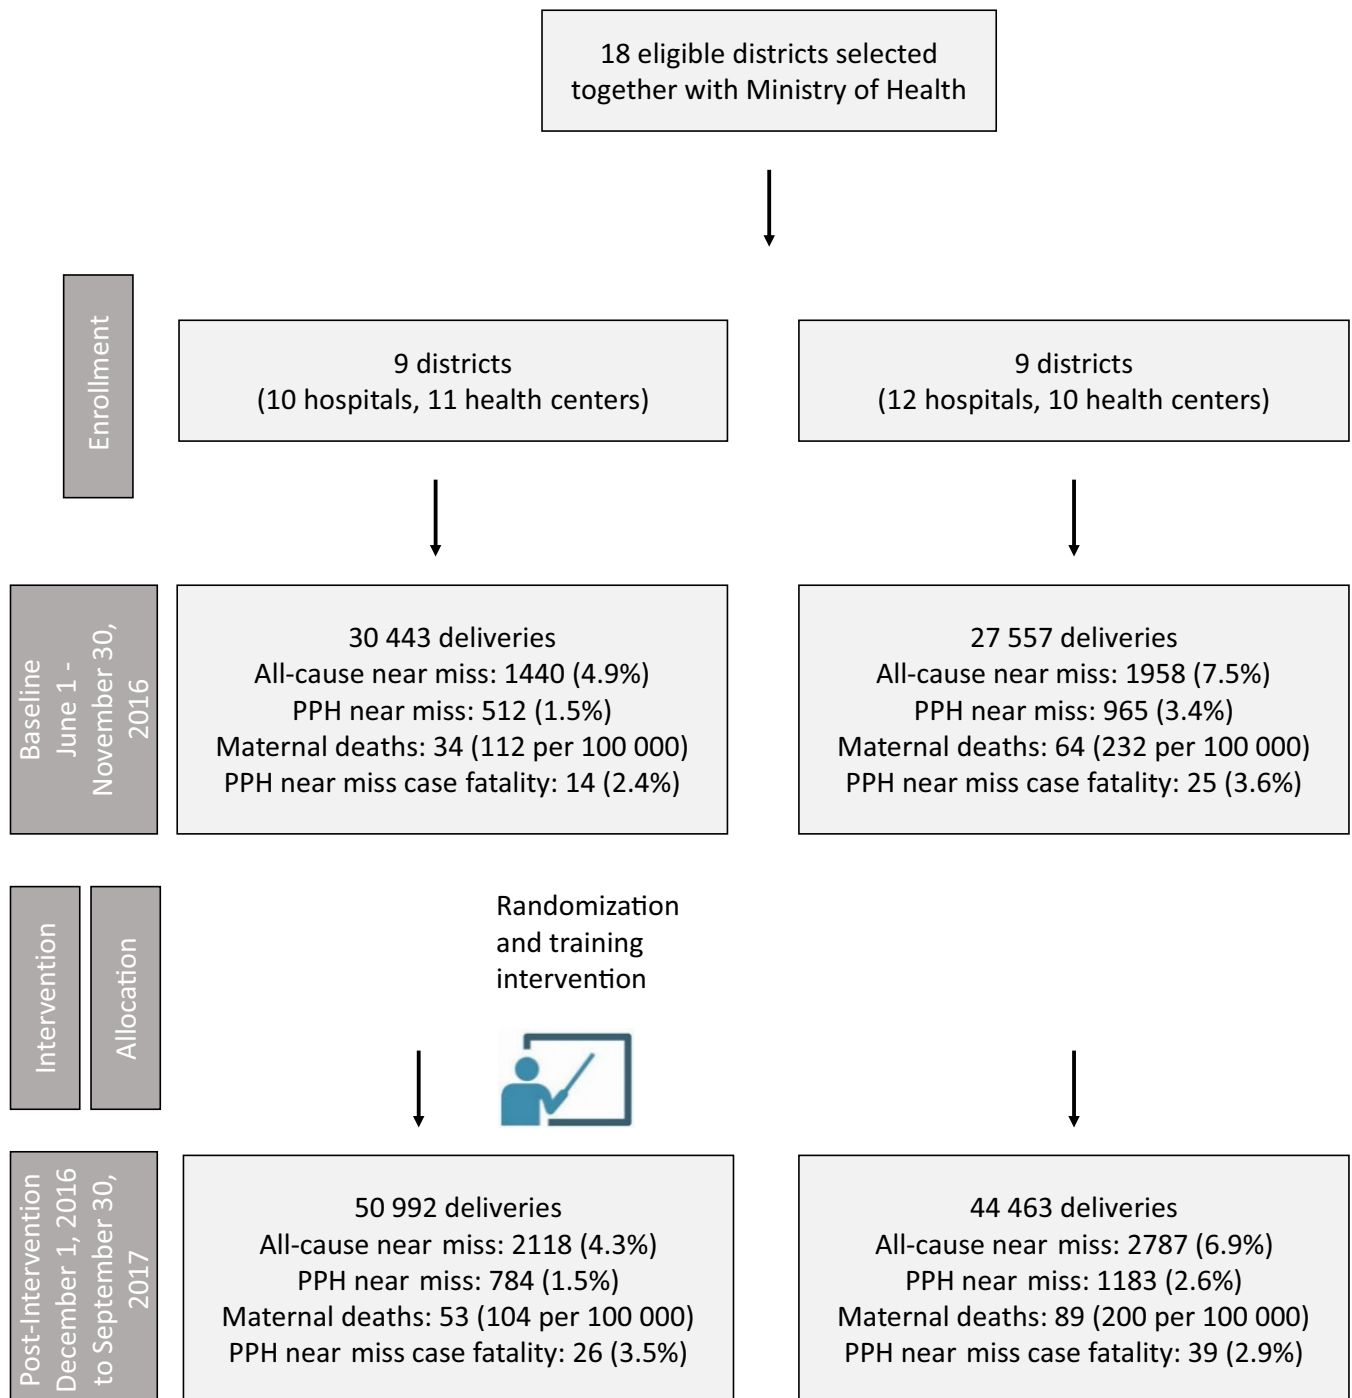 18 eligible districts selected
together with Ministry of Health
Enrollment
9 districts
(10 hospitals, 11 health centers)
9 districts
(12 hospitals, 10 health centers)
Baseline
June 1 -
November 30,
2016
30 443 deliveries
All-cause near miss: 1440 (4.9%)
PPH near miss: 512 (1.5%)
Maternal deaths: 34 (112 per 100 000)
PPH near miss case fatality: 14 (2.4%)
27 557 deliveries
All-cause near miss: 1958 (7.5%)
PPH near miss: 965 (3.4%)
Maternal deaths: 64 (232 per 100 000)
PPH near miss case fatality: 25 (3.6%)
Intervention
Allocation
Randomization
and training
intervention
Post-Intervention
December 1, 2016
to September 30,
2017
50 992 deliveries
All-cause near miss: 2118 (4.3%)
PPH near miss: 784 (1.5%)
Maternal deaths: 53 (104 per 100 000)
PPH near miss case fatality: 26 (3.5%)
44 463 deliveries
All-cause near miss: 2787 (6.9%)
PPH near miss: 1183 (2.6%)
Maternal deaths: 89 (200 per 100 000)
PPH near miss case fatality: 39 (2.9%)